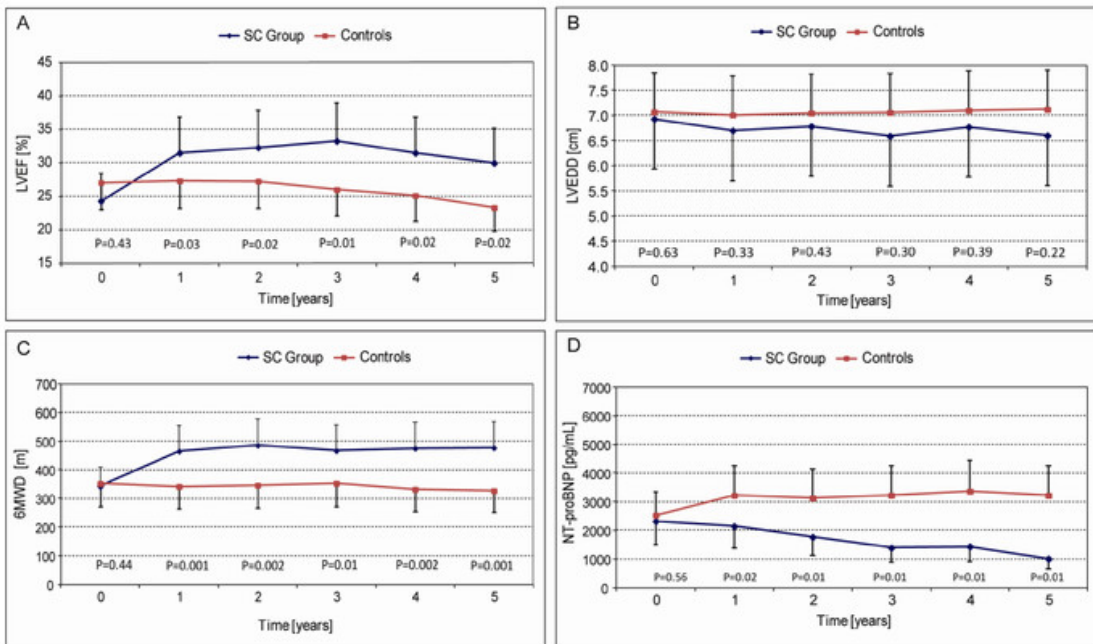 A
SC Group Controls
LVEF [%]
45
40
35
30
25
20
15
P=0.43 P=0.03 P=0.02 P=0.01 P=0.02 P=0.02
0 1 2 3 4 5
Time [years]
B
SC Group Controls
LVEDD [cm]
8.0
7.5
7.0
6.5
6.0
5.5
5.0
4.5
4.0
P=0.63 P=0.33 P=0.43 P=0.30 P=0.39 P=0.22
0 1 2 3 4 5
Time [years]
C
SC Group Controls
6MWD [m]
700
600
500
400
300
200
100
0
P=0.44 P=0.001 P=0.002 P=0.01 P=0.002 P=0.001
0 1 2 3 4 5
Time [years]
D
SC Group Controls
NT-proBNP [pg/mL]
7000
6000
5000
4000
3000
2000
1000
0
P=0.56 P=0.02 P=0.01 P=0.01 P=0.01 P=0.01
0 1 2 3 4 5
Time [years]